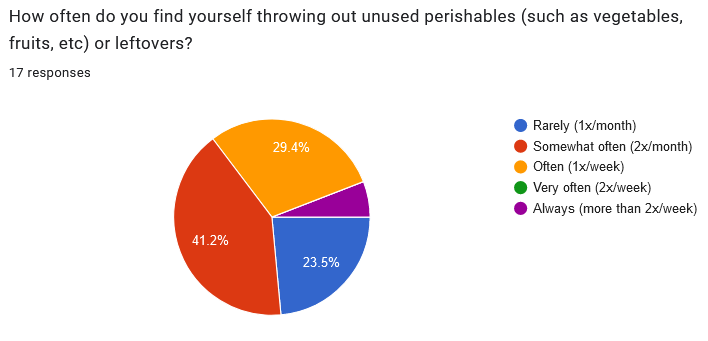 How often do you find yourself throwing out unused perishables (such as vegetables,
fruits, etc) or leftovers?
17 responses
29.4%
41.2%
23.5%
Rarely (1x/month)
Somewhat often (2x/month)
Often (1x/week)
Very often (2x/week)
Always (more than 2x/week)